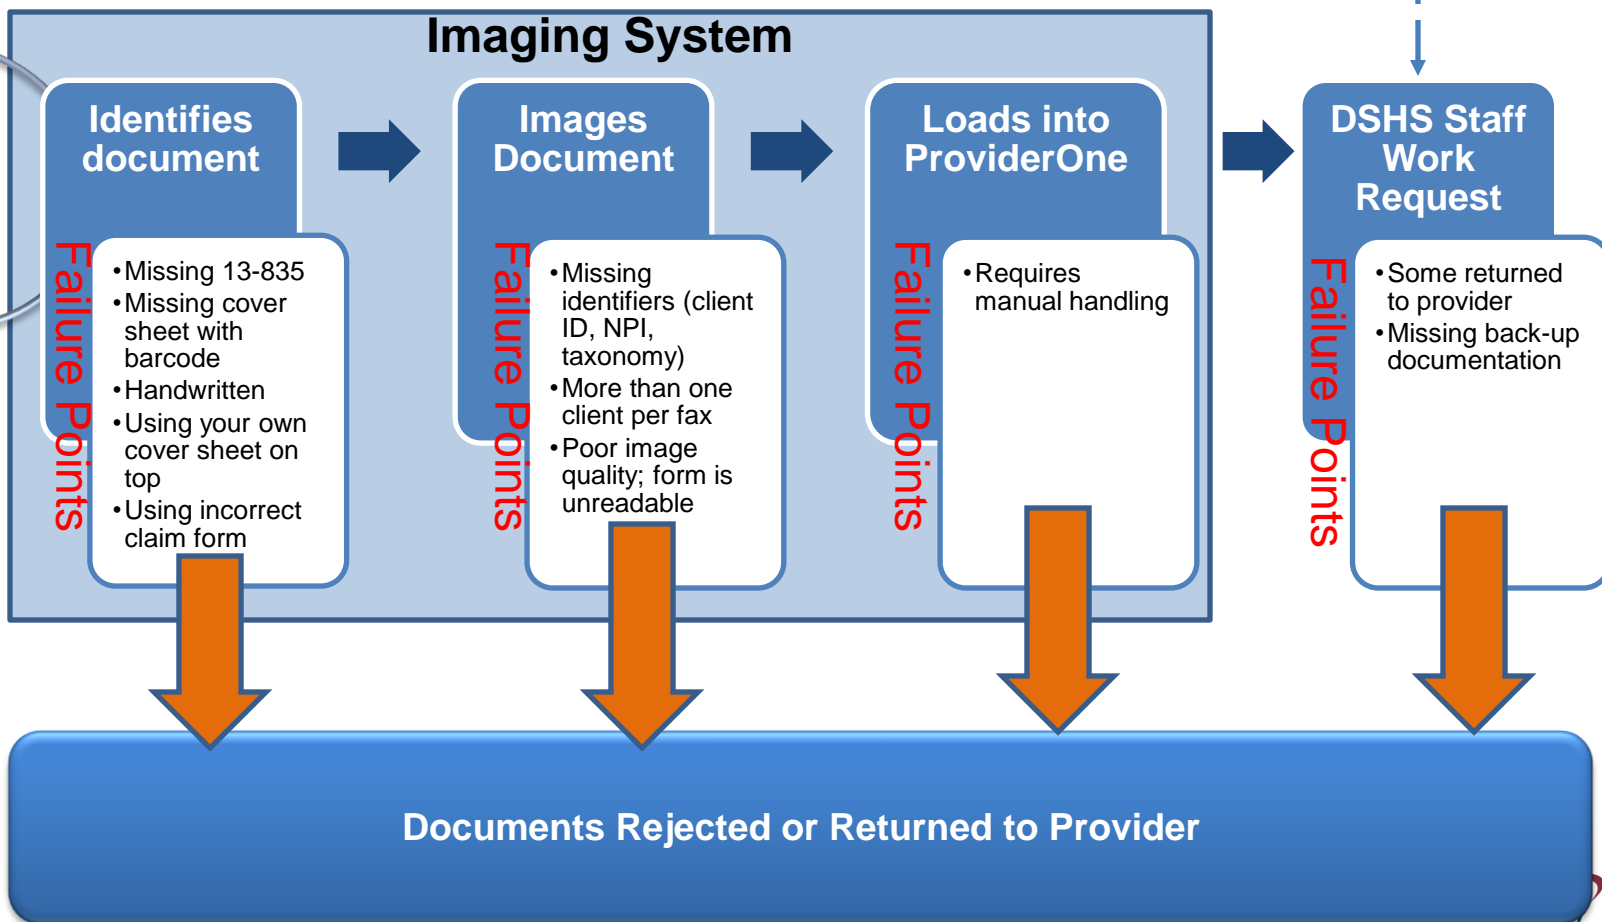 Imaging System
Identifies
document
Failure Points
•Missing 13-835
•Missing cover
sheet with
barcode
•Handwritten
•Using your own
cover sheet on
top
•Using incorrect
claim form
Images
Document
Failure Points
•Missing
identifiers (client
ID, NPI,
taxonomy)
•More than one
client per fax
•Poor image
quality; form is
unreadable
Loads into
ProviderOne
Failure Points
•Requires
manual handling
DSHS Staff
Work
Request
Failure Points
•Some returned
to provider
•Missing back-up
documentation
Documents Rejected or Returned to Provider